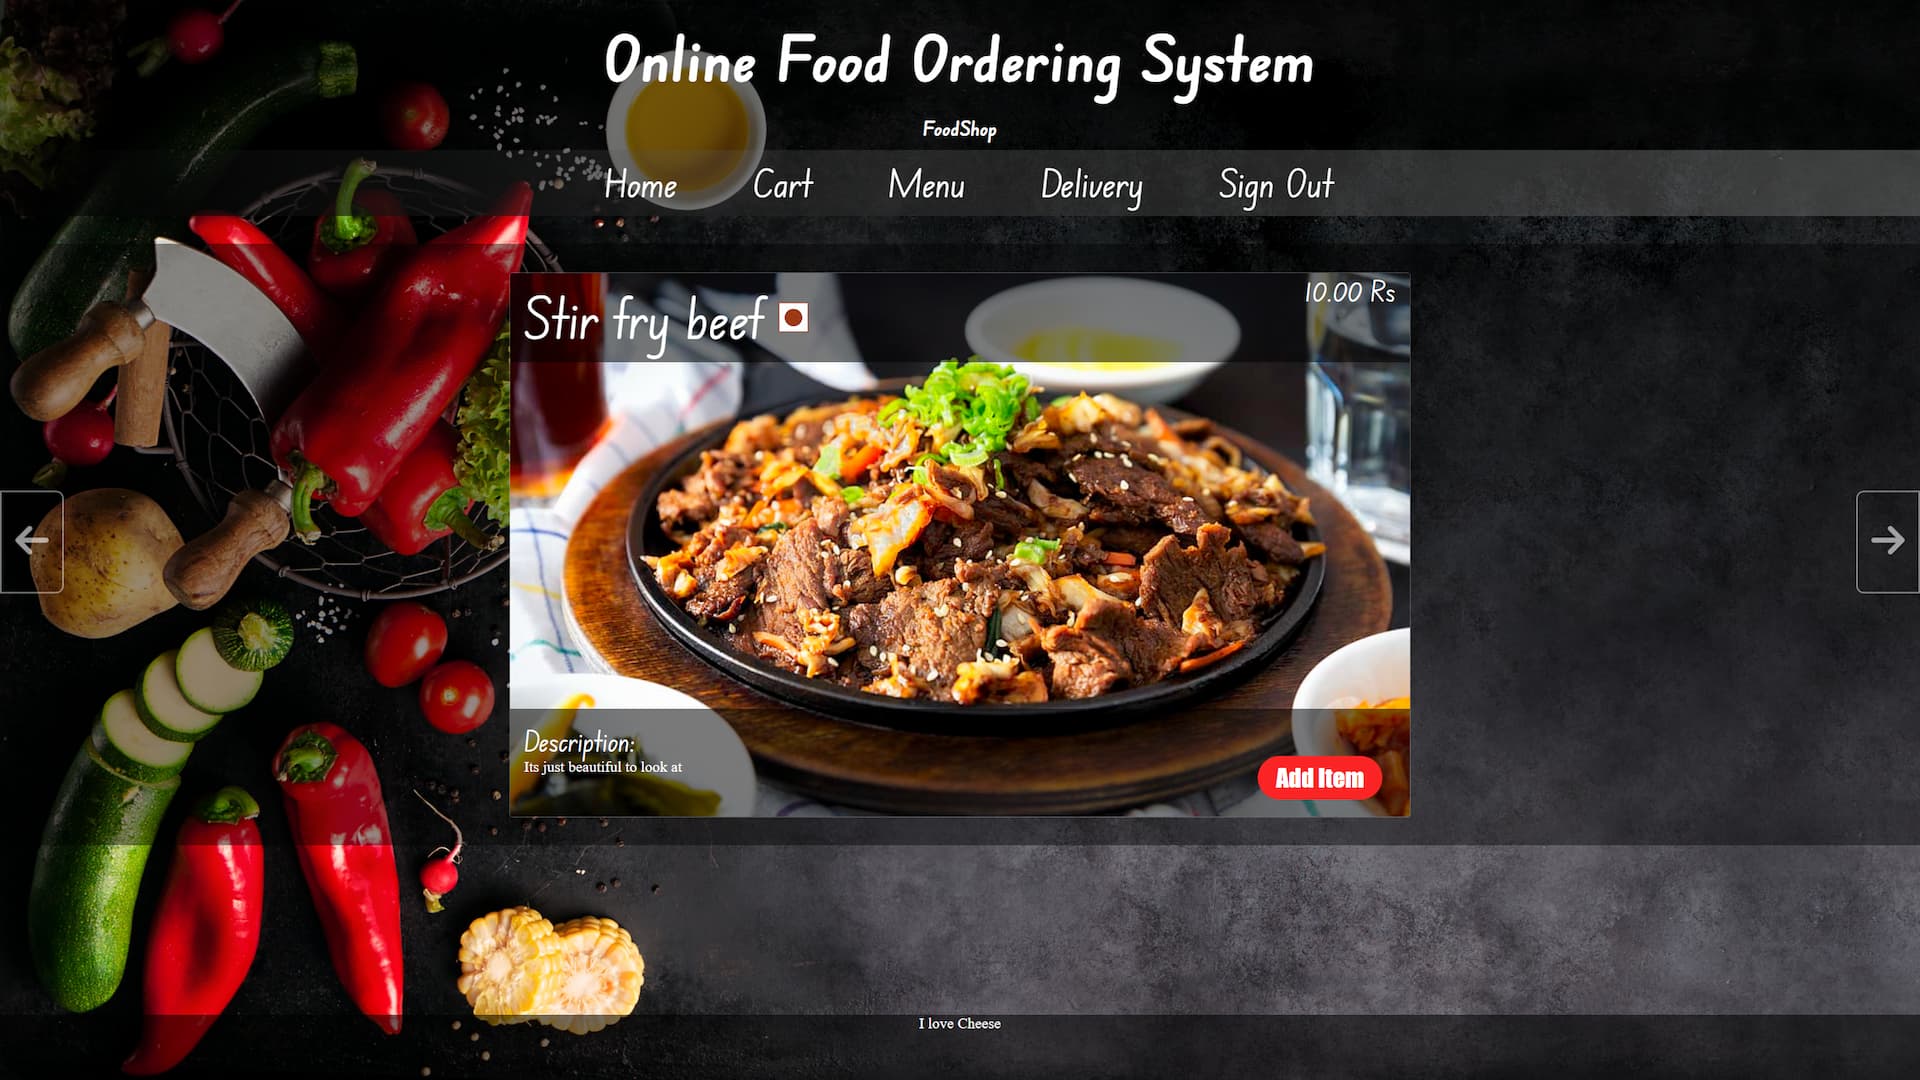 Online Food Ordering System
FoodShop
Home Cart Menu Delivery Sign Out
Stir fry beef
10.00 Rs
Description:
Its just beautiful to look at
Add Item
I love Cheese